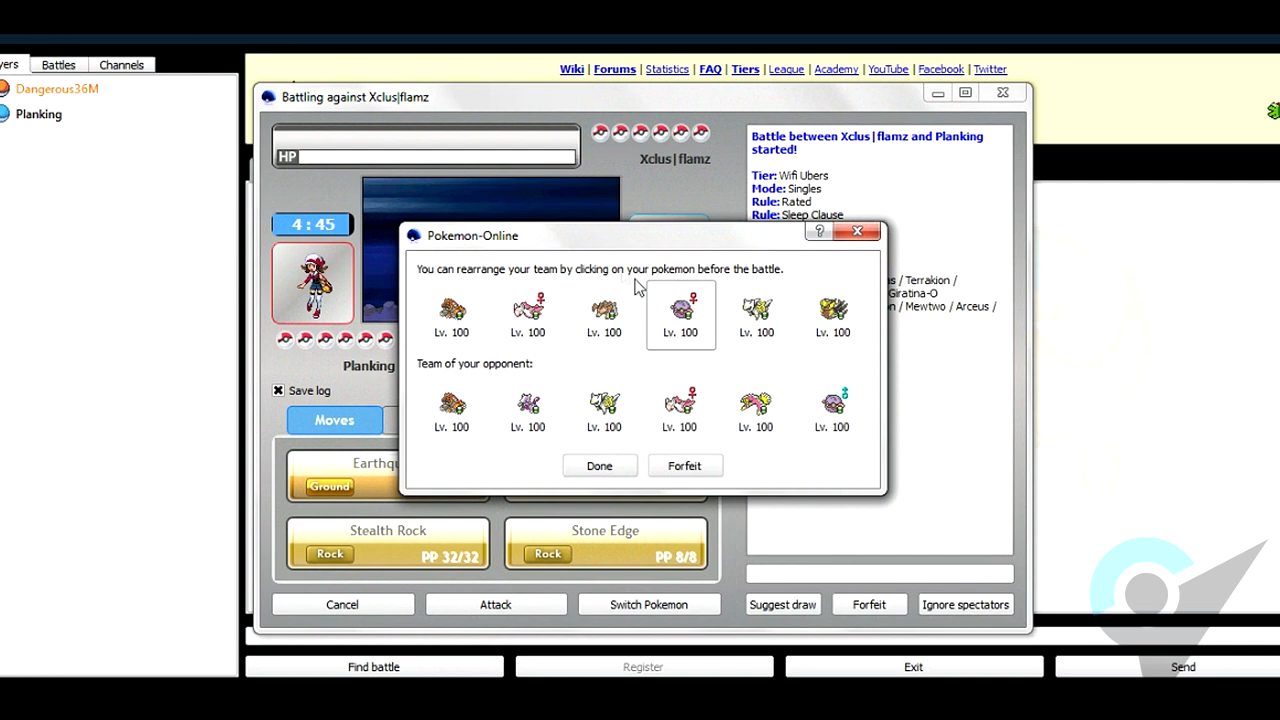 yers Battles Channels
Dangerous36M
Planking
Wiki Forums Statistics FAQ Tiers League Academy YouTube Facebook Twitter
Battling against Xclus|flamz
HP
Xclus|flamz
4:45
Planking
Save log
Moves
Battle between Xclus|flamz and Planking
started!
Tier: Wifi Ubers
Mode: Singles
Rule: Rated
Rule: Sleep Clause
s / Terrakion /
Giratina-O
n / Mewtwo / Arceus /
Pokemon-Online
?
You can rearrange your team by clicking on your pokemon before the battle.
Lv. 100 Lv. 100 Lv. 100 Lv. 100 Lv. 100 Lv. 100
Team of your opponent:
Lv. 100 Lv. 100 Lv. 100 Lv. 100 Lv. 100 Lv. 100
Done Forfeit
Earthqu
Ground
Stealth Rock
Rock PP 32/32
Stone Edge
Rock PP 8/8
Cancel Attack Switch Pokemon Suggest draw Forfeit Ignore spectators
Find battle Register Exit Send